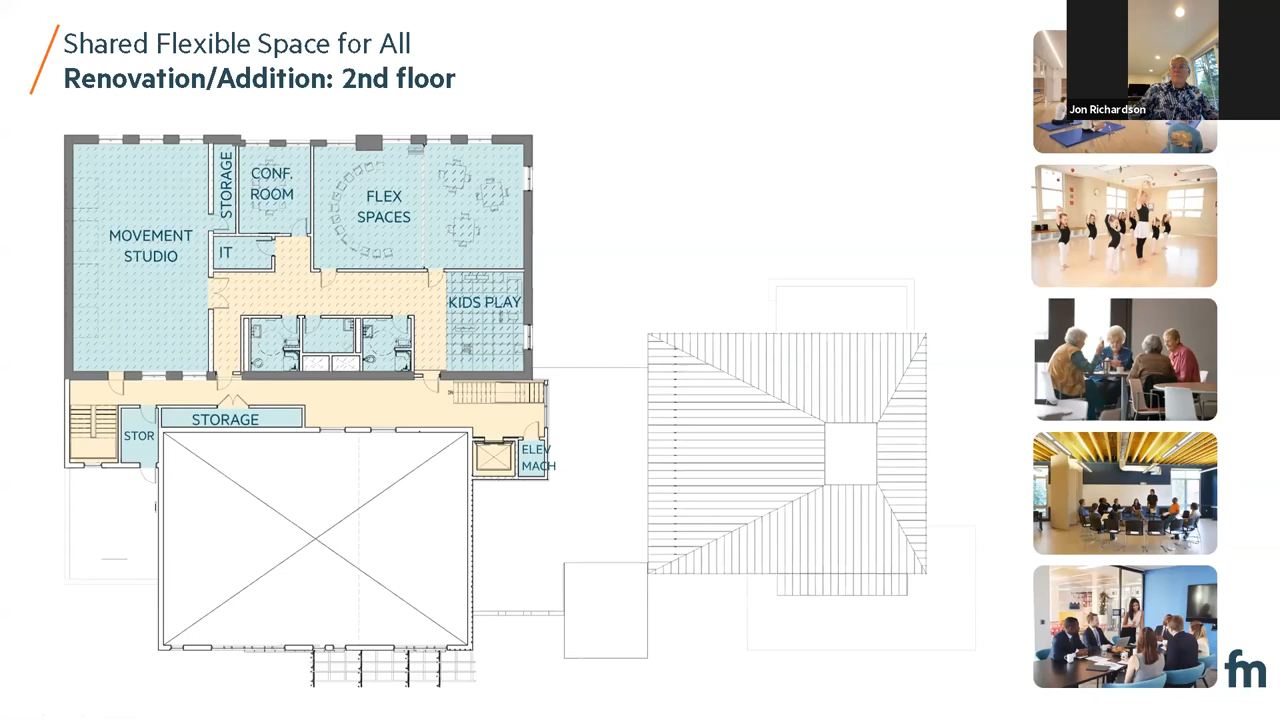 Shared Flexible Space for All
Renovation/Addition: 2nd floor
Jon Richardson
STORAGE
CONF.
ROOM
FLEX
SPACES
MOVEMENT
STUDIO
IT
KIDS PLAY
STORAGE
STOR
ELEV
MACH
fm